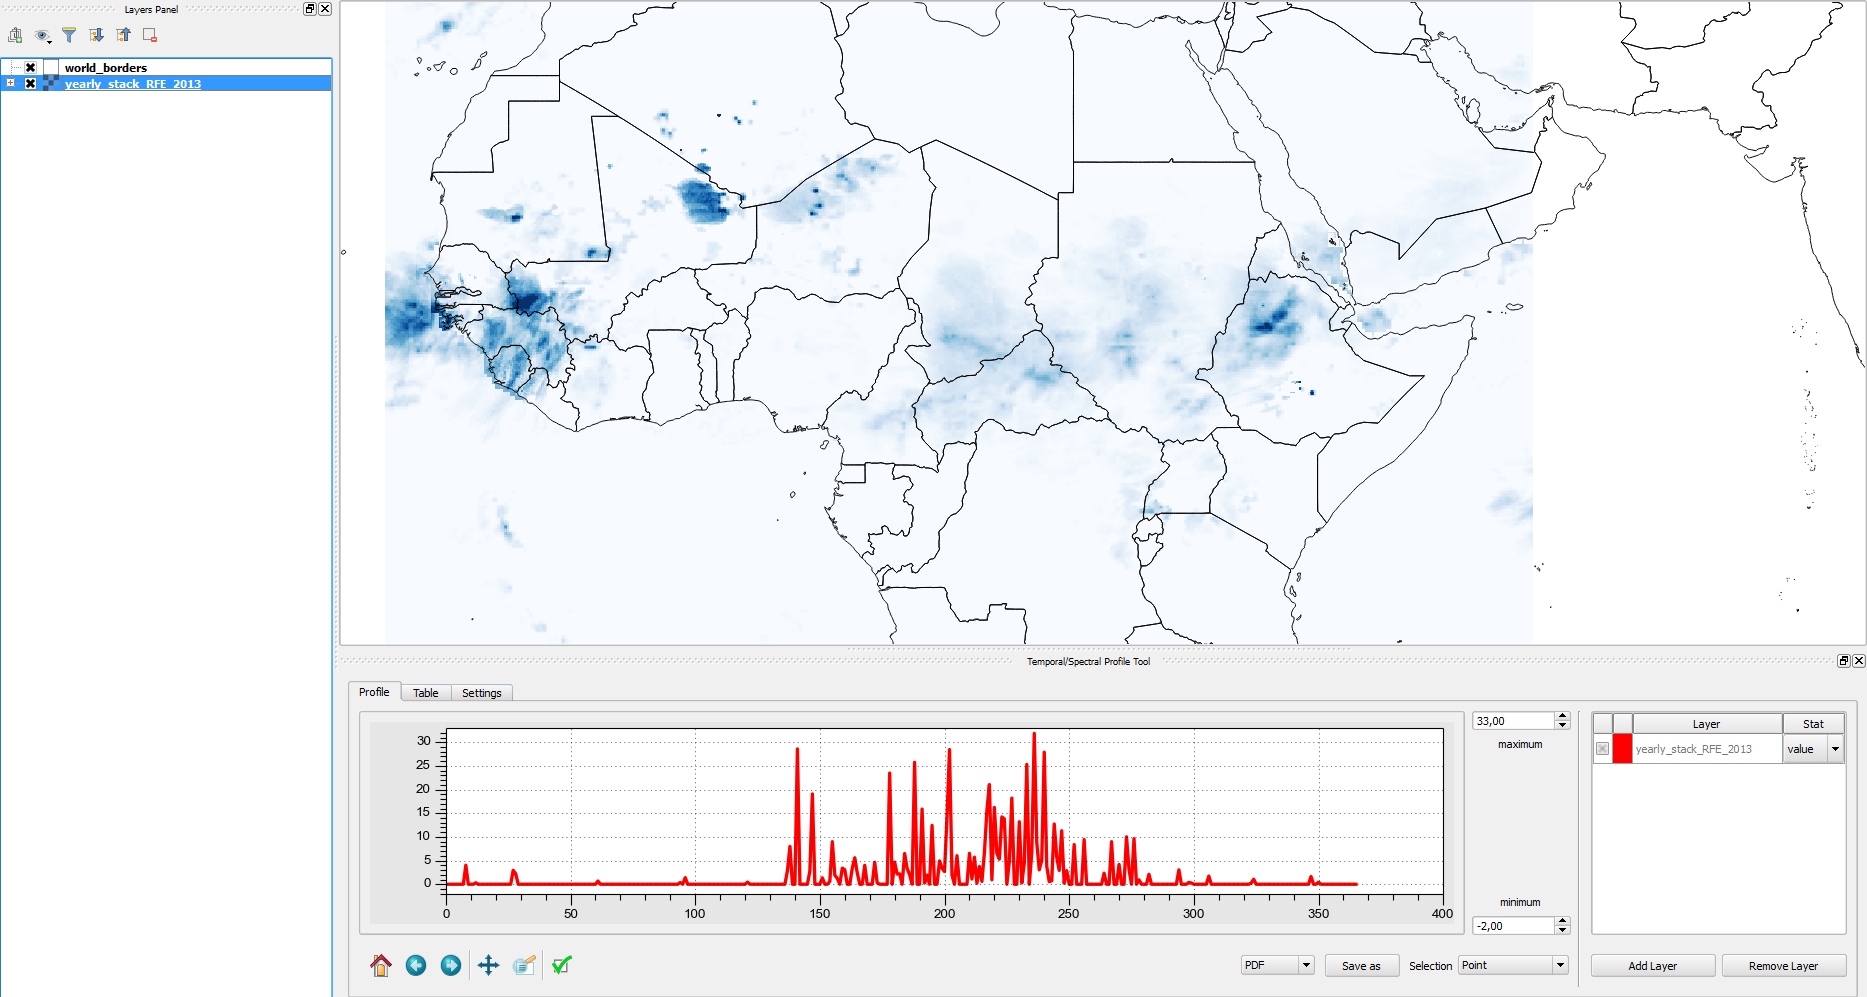 Layers Panel
world_borders
yearly_stack_RFE_2013
Temporal/Spectral Profile Tool
Profile Table Settings
30
25
20
15
10
5
0
0 50 100 150 200 250 300 350 400
33,00
maximum
minimum
-2,00
Layer Stat
yearly_stack_RFE_2013 value
PDF Save as Selection Point Add Layer Remove Layer